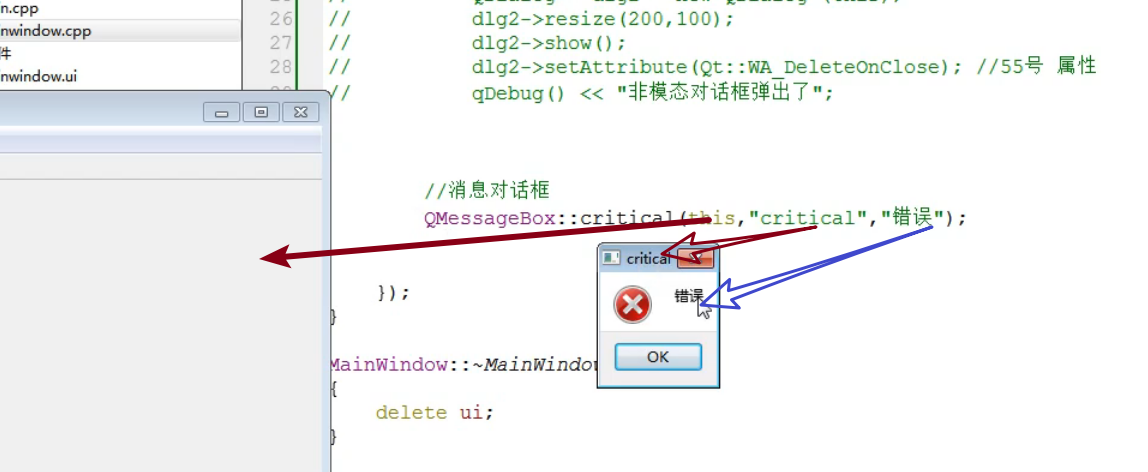 n.cpp
nwindow.cpp
件
nwindow.ui
26 // dlg2->resize(200,100);
27 // dlg2->show();
28 // dlg2->setAttribute(Qt::WA_DeleteOnClose); //55号 属性
// qDebug() << "非模态对话框弹出了";
//消息对话框
QMessageBox::critical(this,"critical","错误");
critical
错误
OK
});
}
MainWindow::~MainWindow
{
delete ui;
}